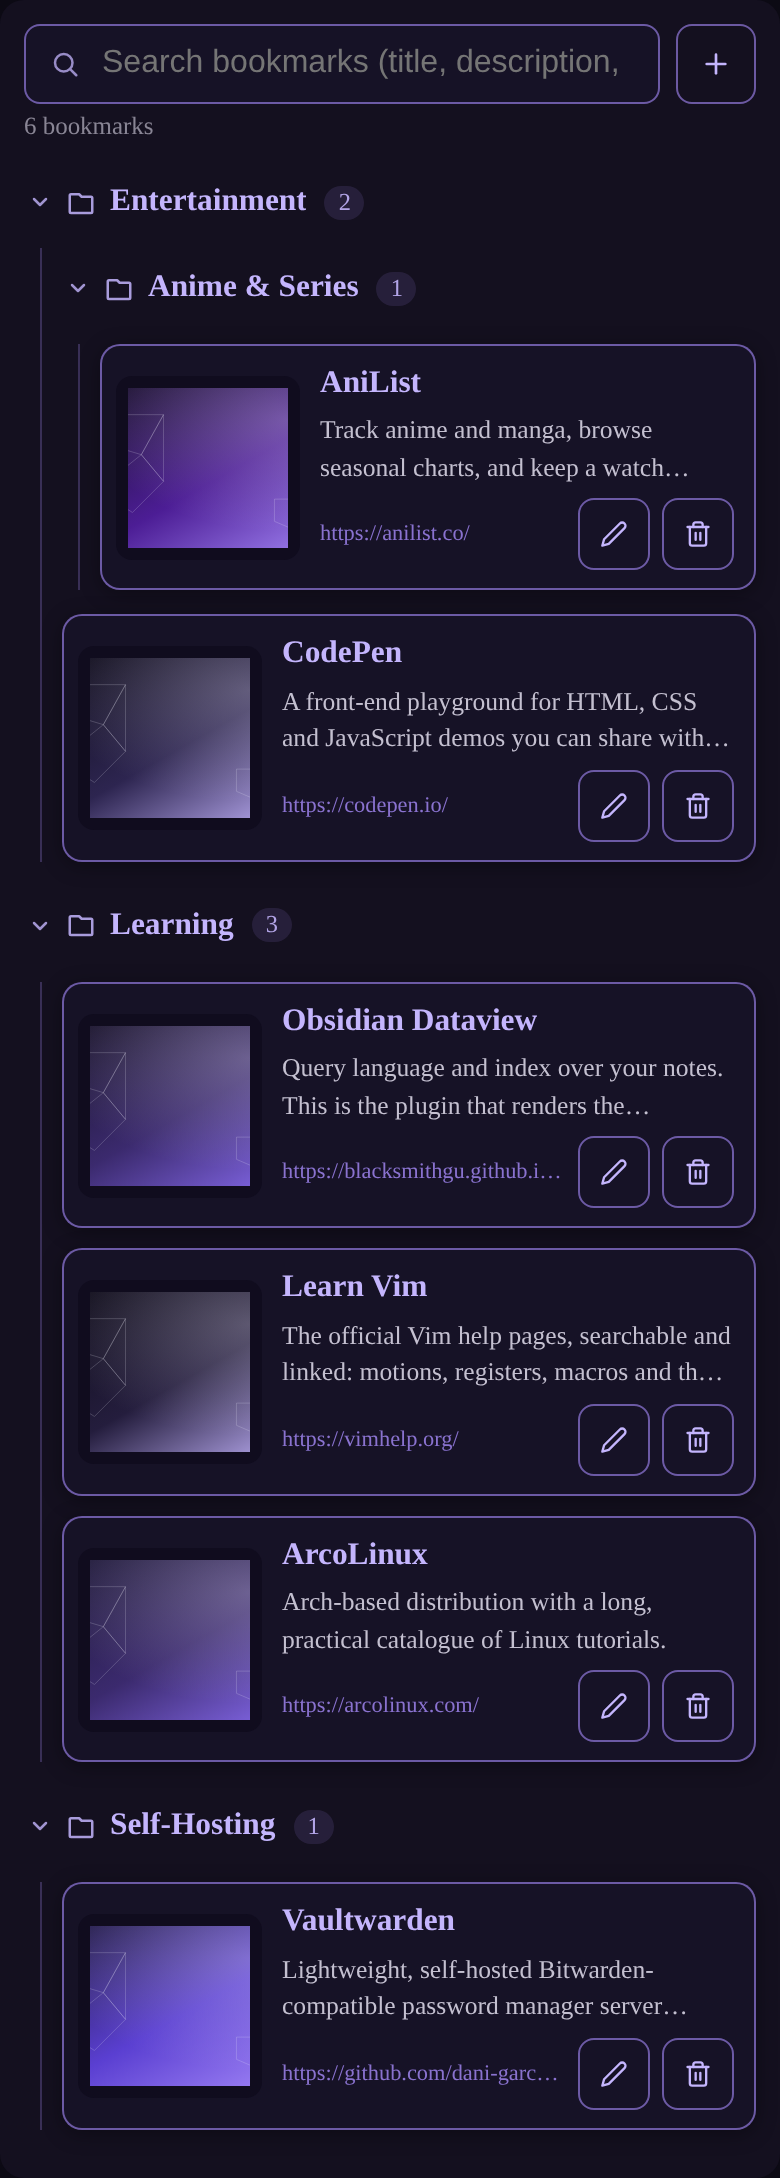 Search bookmarks (title, description,
6 bookmarks
Entertainment 2
Anime & Series 1
AniList
Track anime and manga, browse
seasonal charts, and keep a watch…
https://anilist.co/
CodePen
A front-end playground for HTML, CSS
and JavaScript demos you can share with…
https://codepen.io/
Learning 3
Obsidian Dataview
Query language and index over your notes.
This is the plugin that renders the…
https://blacksmithgu.github.i…
Learn Vim
The official Vim help pages, searchable and
linked: motions, registers, macros and th…
https://vimhelp.org/
ArcoLinux
Arch-based distribution with a long,
practical catalogue of Linux tutorials.
https://arcolinux.com/
Self-Hosting 1
Vaultwarden
Lightweight, self-hosted Bitwarden-
compatible password manager server…
https://github.com/dani-garc…